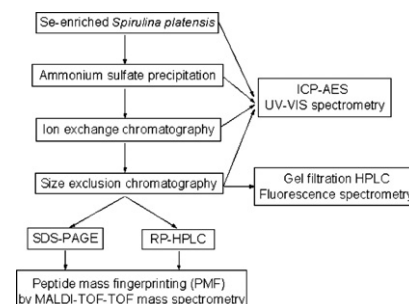 Se-enriched Spirulina platensis
Ammonium sulfate precipitation
ICP-AES
UV-VIS spectrometry
Ion exchange chromatography
Size exclusion chromatography
Gel filtration HPLC
Fluorescence spectrometry
SDS-PAGE
RP-HPLC
Peptide mass fingerprinting (PMF)
by MALDI-TOF-TOF mass spectrometry